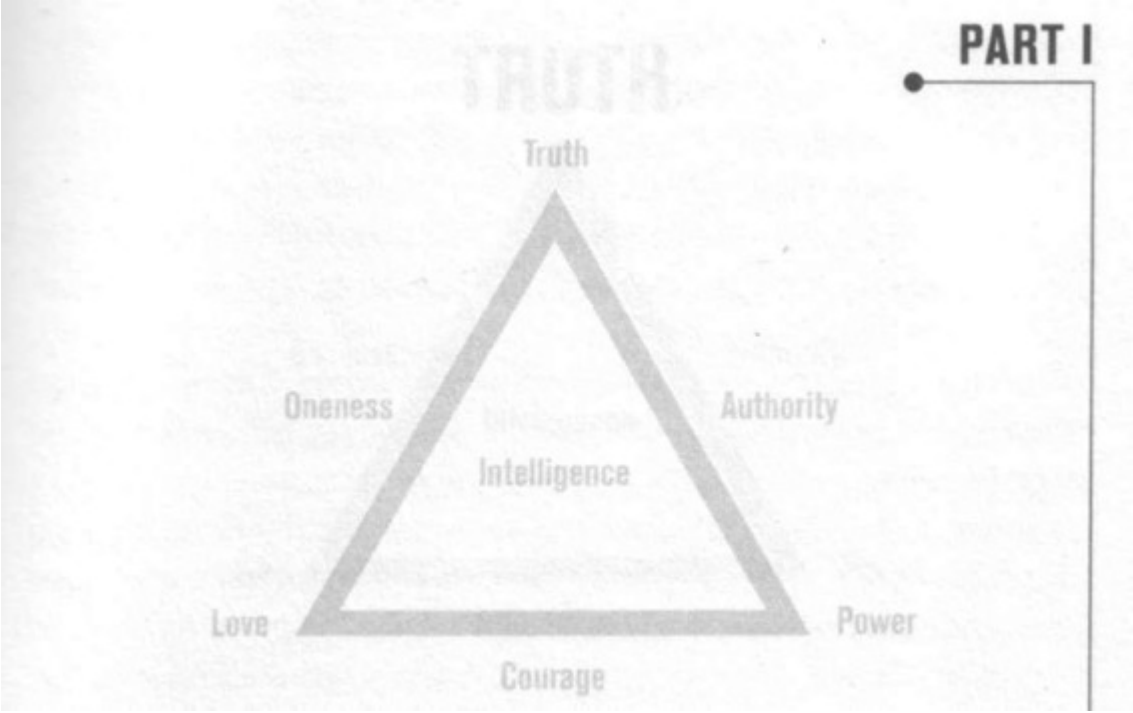 PART I
TRUTH
Truth
Oneness
Authority
Intelligence
Love
Power
Courage